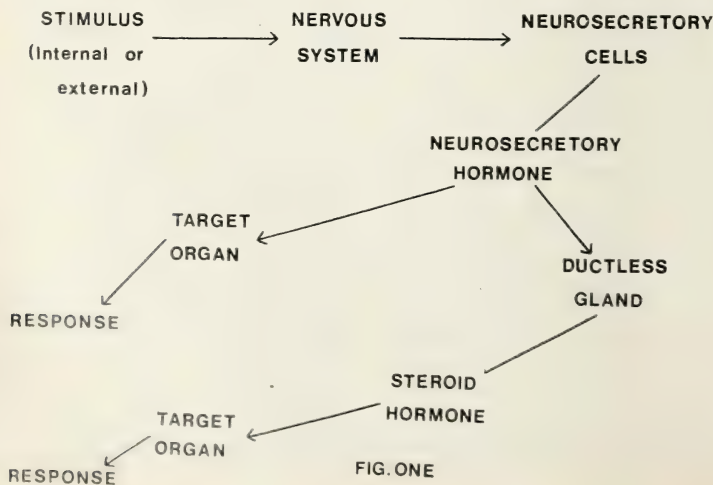 STIMULUS
(Internal or
external)
NERVOUS
SYSTEM
NEUROSECRETORY
CELLS
NEUROSECRETORY
HORMONE
TARGET
ORGAN
RESPONSE
DUCTLESS
GLAND
STEROID
HORMONE
TARGET
ORGAN
RESPONSE
FIG. ONE